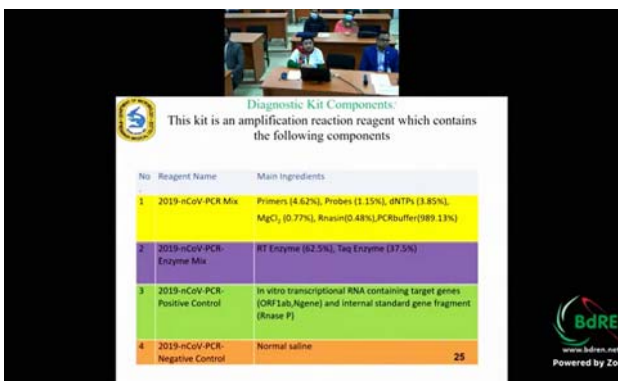 Diagnostic Kit Components:
This kit is an amplification reaction reagent which contains
the following components
No
.
Reagent Name
Main Ingredients
1
2019-nCoV-PCR Mix
Primers (4.62%), Probes (1.15%), dNTPs (3.85%),
MgCl₂ (0.77%), Rnasin(0.48%),PCRbuffer(989.13%)
2
2019-nCoV-PCR-
Enzyme Mix
RT Enzyme (62.5%), Taq Enzyme (37.5%)
3
2019-nCoV-PCR-
Positive Control
In vitro transcriptional RNA containing target genes
(ORF1ab,Ngene) and internal standard gene fragment
(Rnase P)
4
2019-nCoV-PCR-
Negative Control
Normal saline
25
BdRE
www.bdren.ne
Powered by Zo